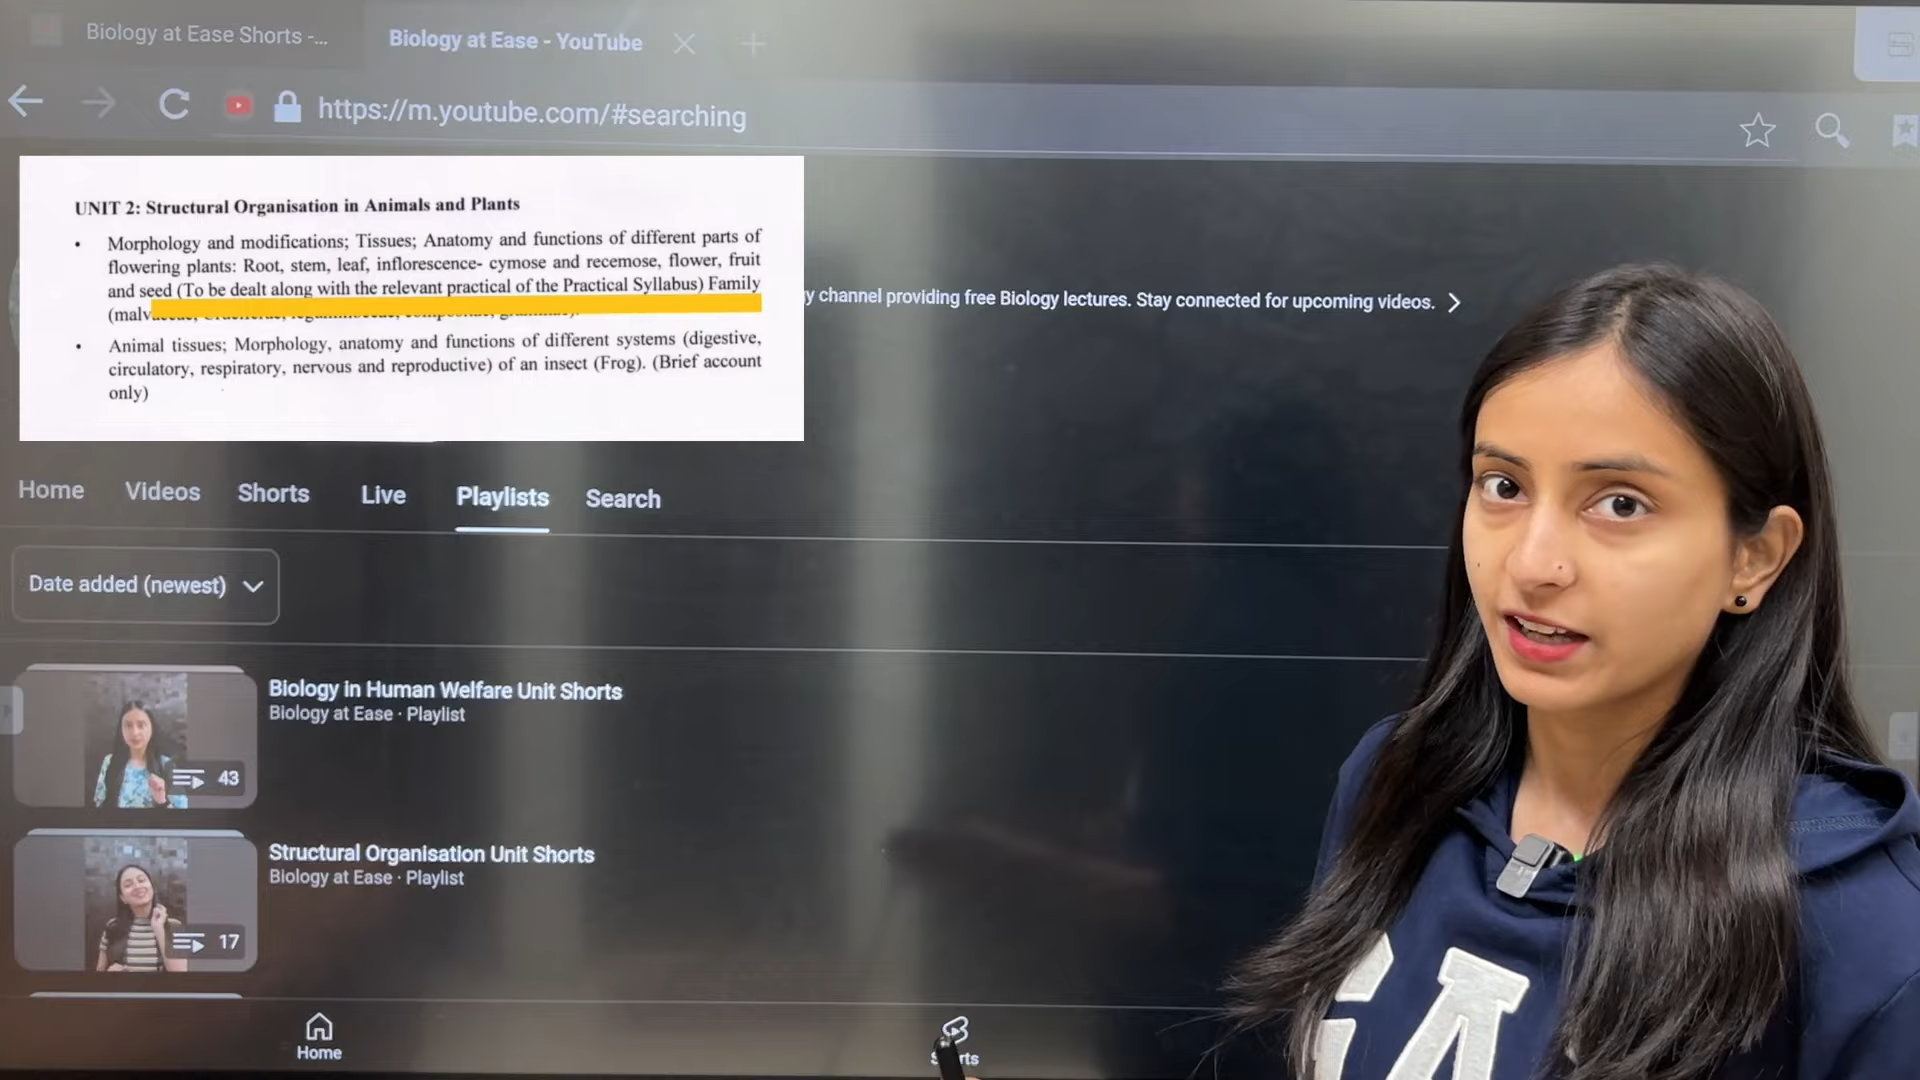 Biology at Ease Shorts -...
Biology at Ease - YouTube
https://m.youtube.com/#searching
UNIT 2: Structural Organisation in Animals and Plants
• Morphology and modifications; Tissues; Anatomy and functions of different parts of
flowering plants: Root, stem, leaf, inflorescence- cymose and recemose, flower, fruit
and seed (To be dealt along with the relevant practical of the Practical Syllabus) Family
• Animal tissues; Morphology, anatomy and functions of different systems (digestive,
circulatory, respiratory, nervous and reproductive) of an insect (Frog). (Brief account
only)
channel providing free Biology lectures. Stay connected for upcoming videos.
Home Videos Shorts Live Playlists Search
Date added (newest)
Biology in Human Welfare Unit Shorts
Biology at Ease · Playlist
43
Structural Organisation Unit Shorts
Biology at Ease · Playlist
17
Home